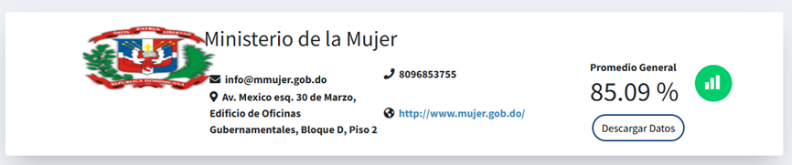 Ministerio de la Mujer
info@mmujer.gob.do
Av. Mexico esq. 30 de Marzo,
Edificio de Oficinas
Gubernamentales, Bloque D, Piso 2
8096853755
http://www.mujer.gob.do/
Promedio General
85.09 %
Descargar Datos